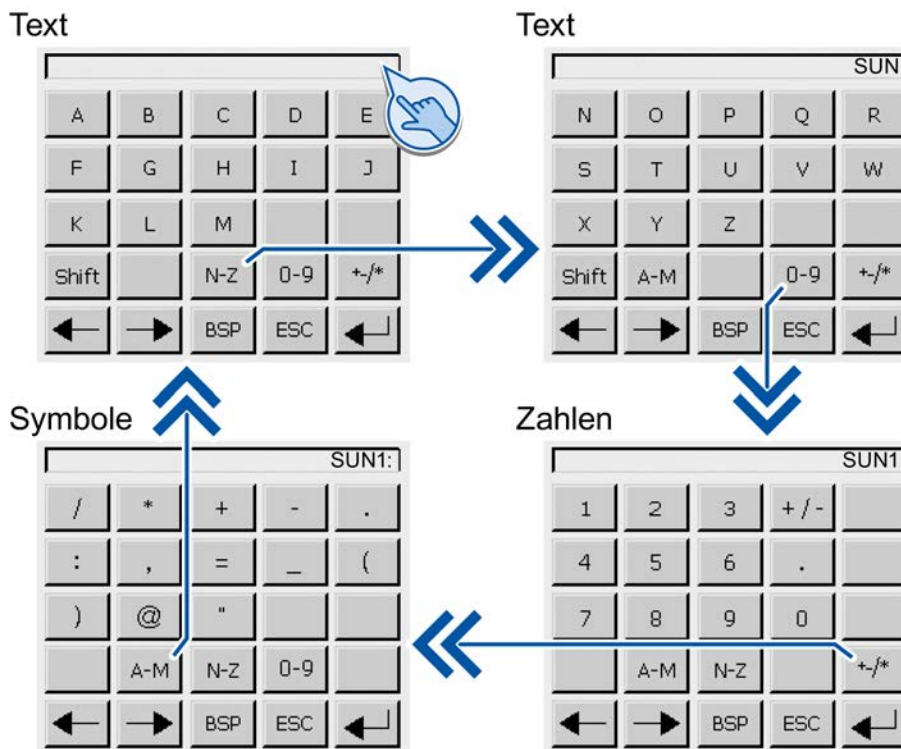 Text
A B C D E
F G H I J
K L M
Shift N-Z 0-9 +-/*
BSP ESC
Text
SUN
N O P Q R
S T U V W
X Y Z
Shift A-M 0-9 +-/*
BSP ESC
Symbole
SUN1:
/ * + - .
: , = _ (
) @ "
A-M N-Z 0-9
BSP ESC
Zahlen
SUN1
1 2 3 +/-
4 5 6 .
7 8 9 0
A-M N-Z +-/*
BSP ESC